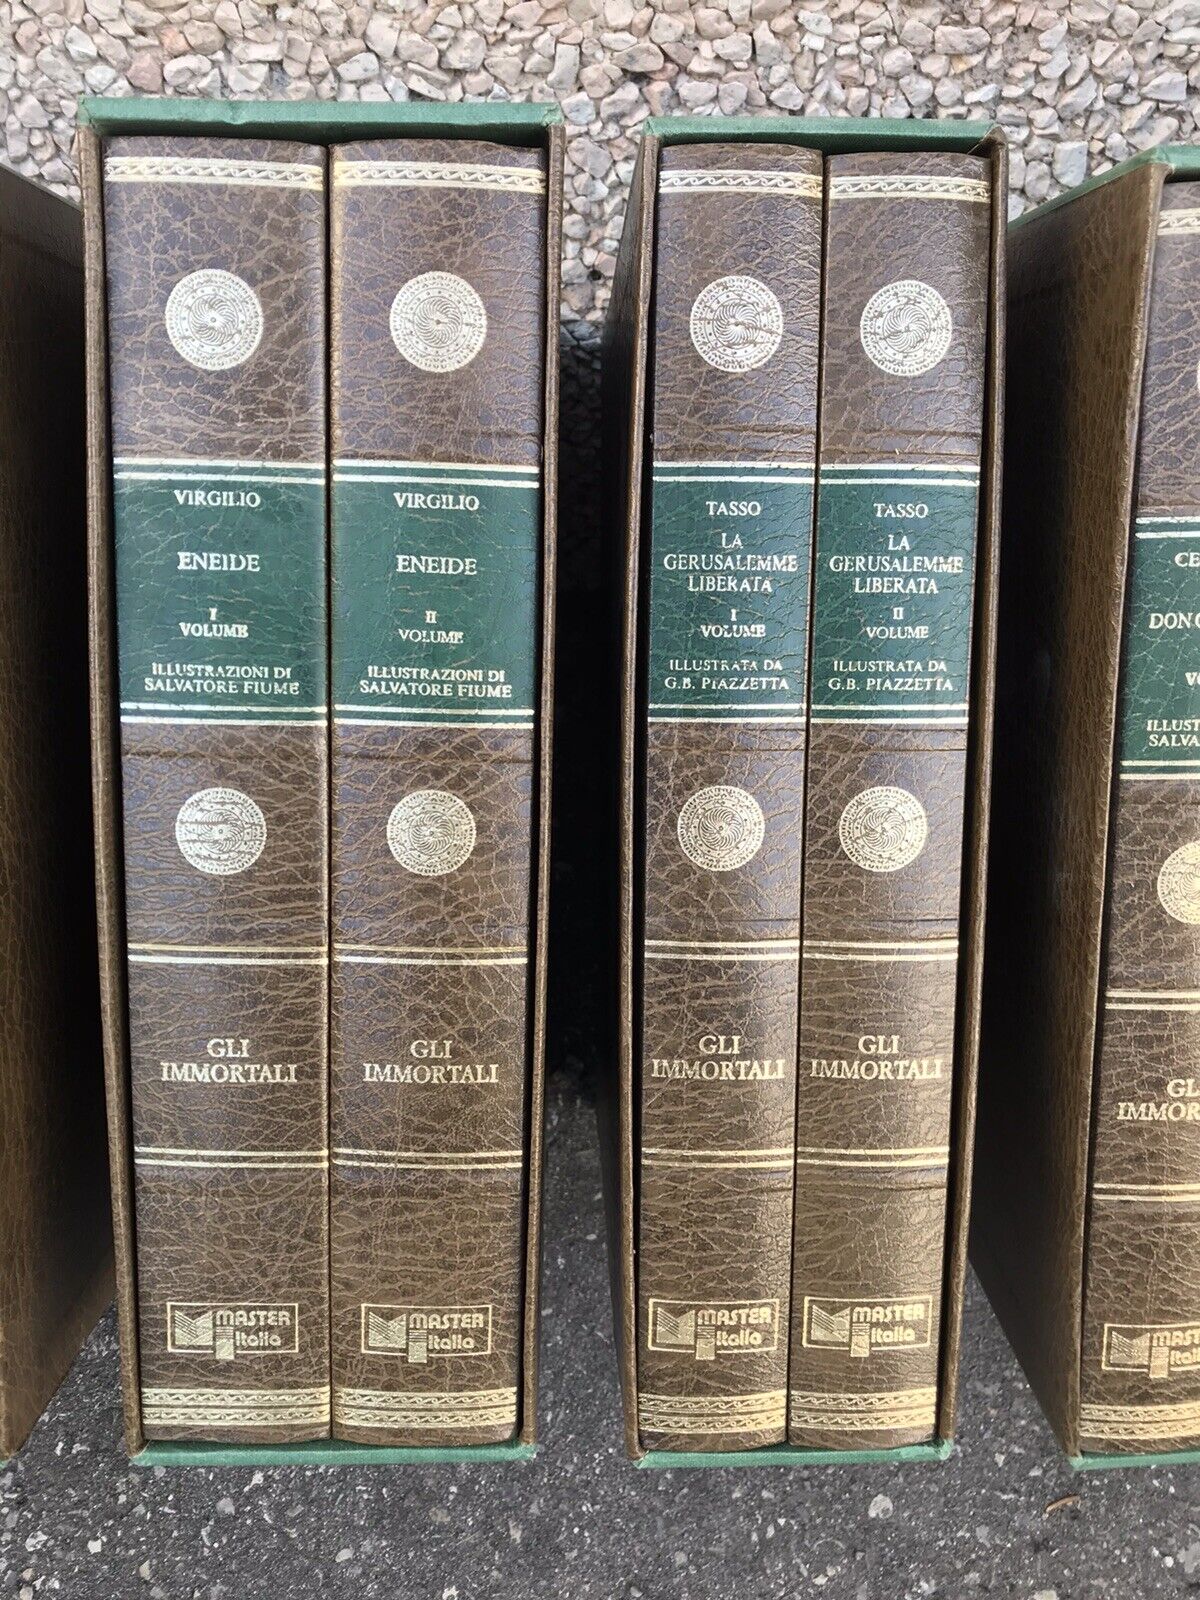 VIRGILIO
ENEIDE
I
VOLUME
ILLUSTRAZIONI DI
SALVATORE FIUME
GLI
IMMORTALI
MASTER
Italia
VIRGILIO
ENEIDE
II
VOLUME
ILLUSTRAZIONI DI
SALVATORE FIUME
GLI
IMMORTALI
MASTER
Italia
TASSO
LA
GERUSALEMME
LIBERATA
I
VOLUME
ILLUSTRATA DA
G.B. PIAZZETTA
GLI
IMMORTALI
MASTER
Italia
TASSO
LA
GERUSALEMME
LIBERATA
II
VOLUME
ILLUSTRATA DA
G.B. PIAZZETTA
GLI
IMMORTALI
MASTER
Italia